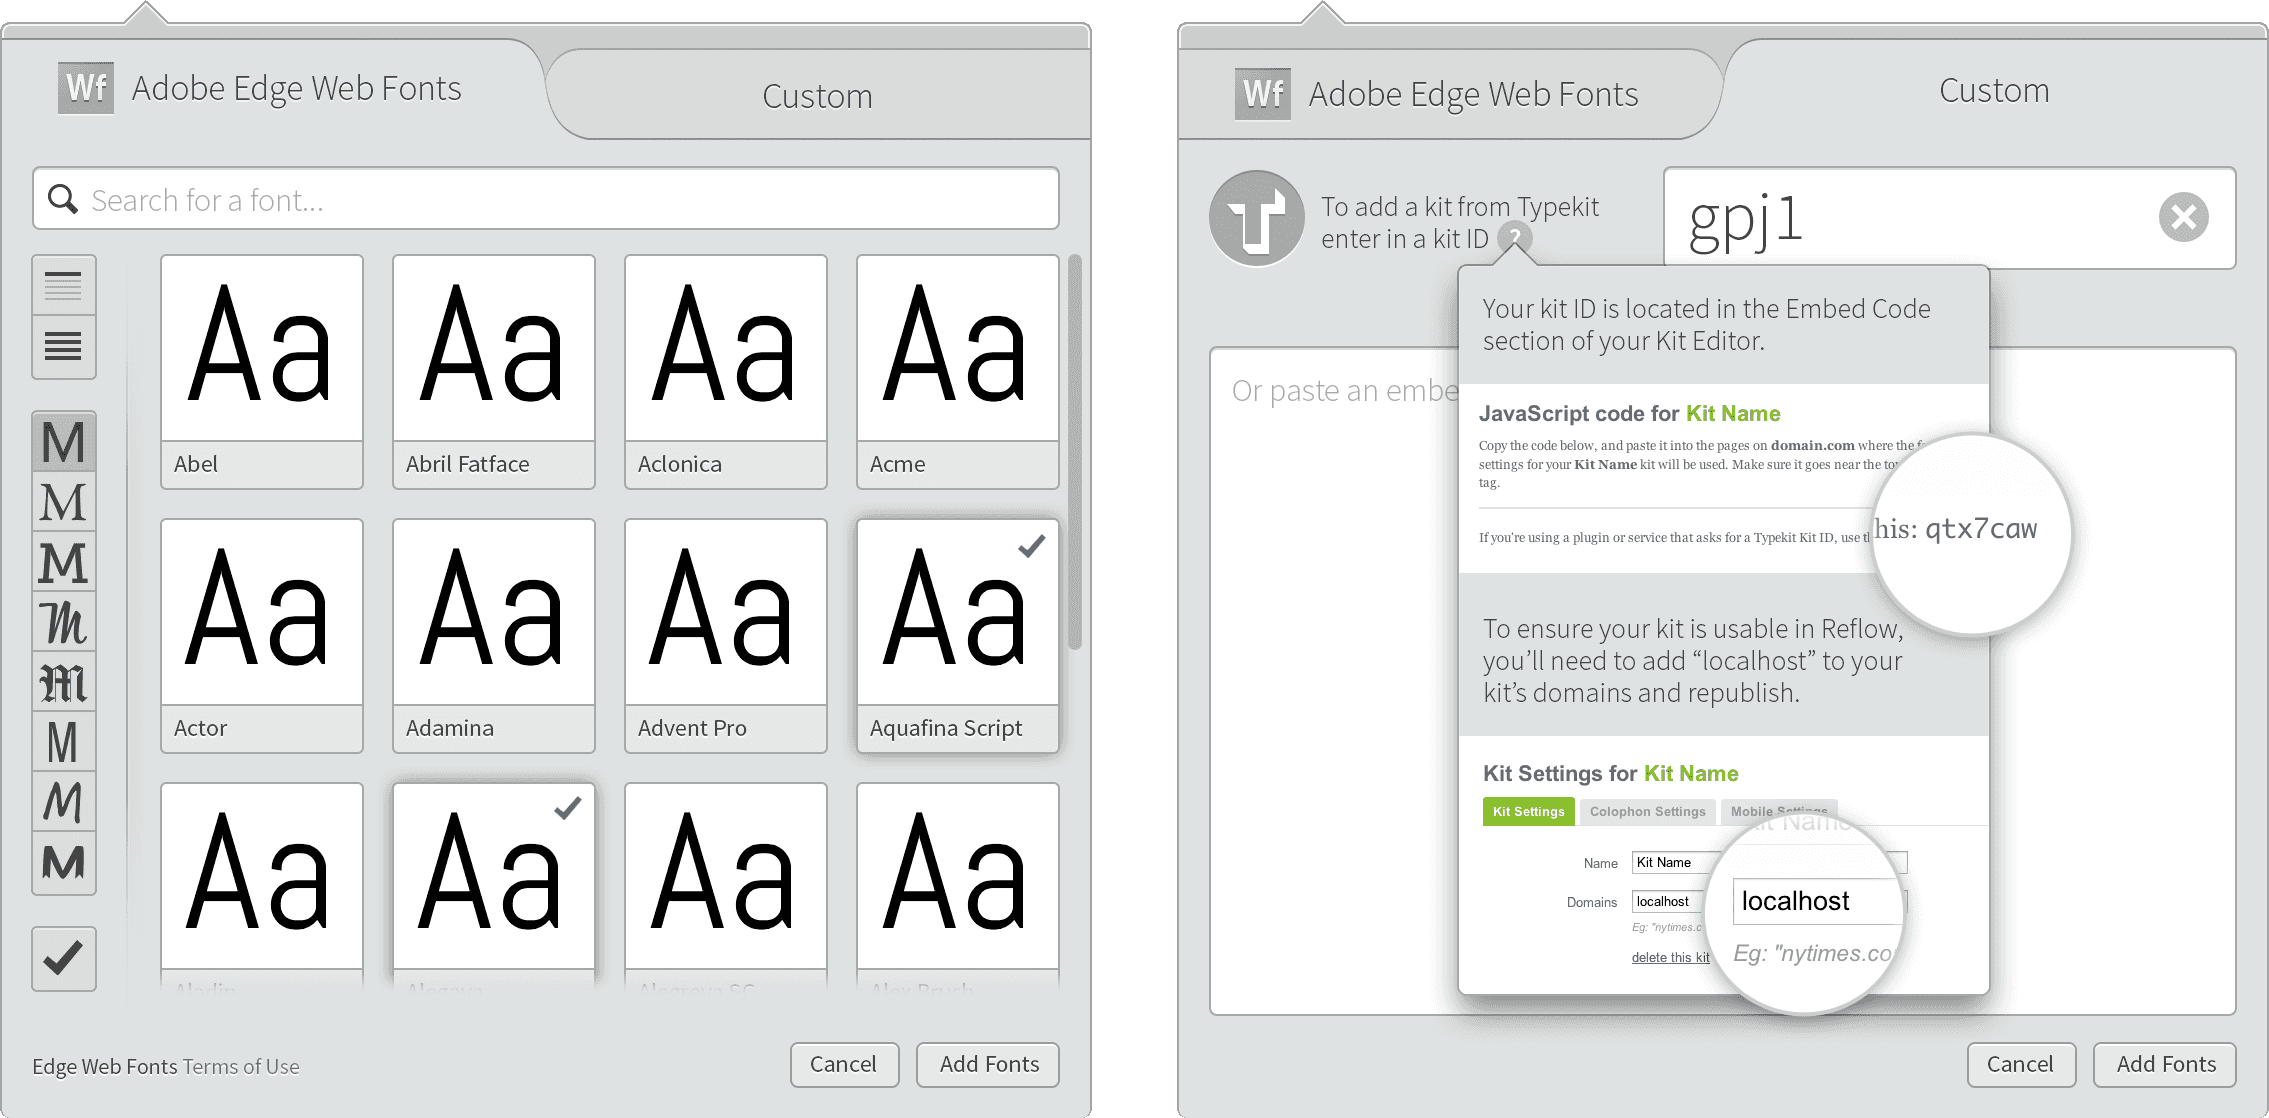 Wf Adobe Edge Web Fonts
Custom
Search for a font...
M
M
M
M
M
M
M
M
Aa
Aa
Aa
Aa
Abel
Abril Fatface
Aclonica
Acme
Aa
Aa
Aa
Aa
Actor
Adamina
Advent Pro
Aquafina Script
Aa
Aa
Aa
Aa
Aladin
Alegreya SC
Alex Brush
Edge Web Fonts Terms of Use
Cancel
Add Fonts
Wf Adobe Edge Web Fonts
Custom
To add a kit from Typekit
enter in a kit ID ?
gpj1
Or paste an embe
Your kit ID is located in the Embed Code
section of your Kit Editor.
JavaScript code for Kit Name
Copy the code below, and paste it into the pages on domain.com where the
settings for your Kit Name kit will be used. Make sure it goes near the
tag.
If you're using a plugin or service that asks for a Typekit Kit ID, use
his: qtx7caw
To ensure your kit is usable in Reflow,
you’ll need to add “localhost” to your
kit’s domains and republish.
Kit Settings for Kit Name
Kit Settings
Colophon Settings
Mobile Settings
Kit Name
Name
Kit Name
Domains
localhost
localhost
Eg: "nytimes.c
Eg: "nytimes.co
delete this kit
Cancel
Add Fonts